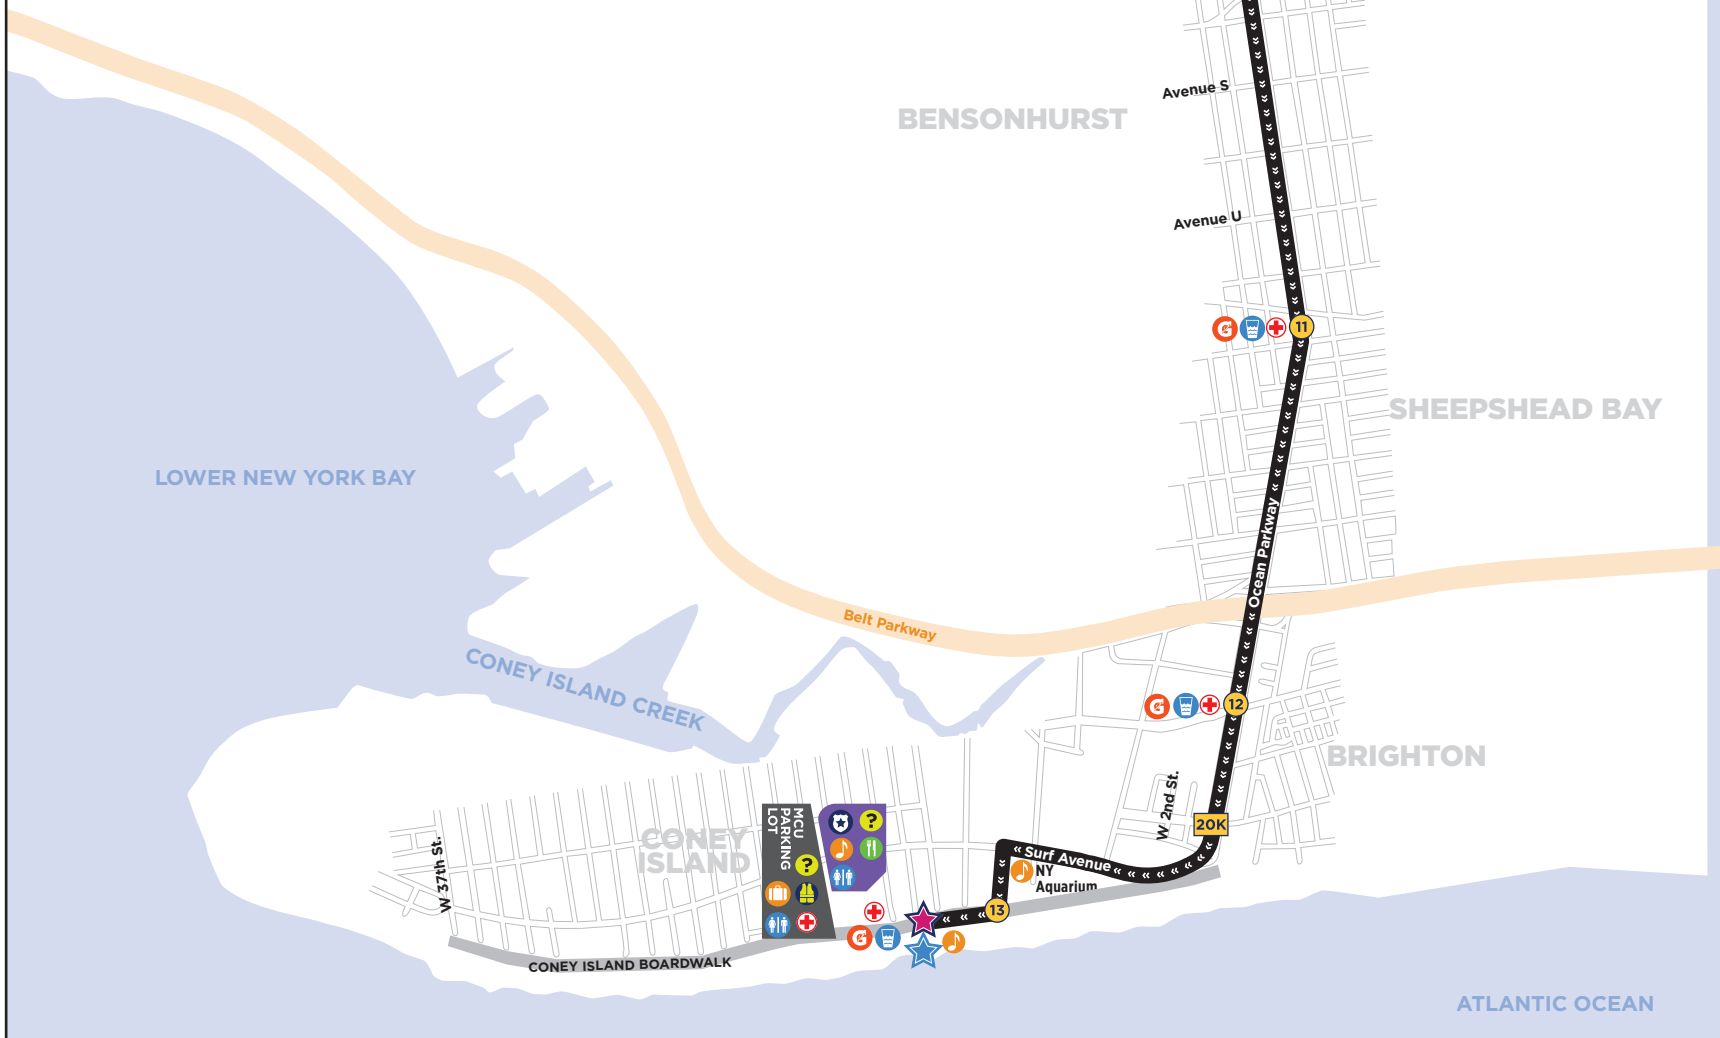 Avenue S
BENSONHURST
Avenue U
11
SHEEPSHEAD BAY
LOWER NEW YORK BAY
Ocean Parkway
Belt Parkway
CONEY ISLAND CREEK
12
BRIGHTON
W 2nd St.
20K
MCU
PARKING
LOT
?
?
CONEY
ISLAND
Surf Avenue
NY
Aquarium
W 37th St.
13
G
G
G
CONEY ISLAND BOARDWALK
ATLANTIC OCEAN